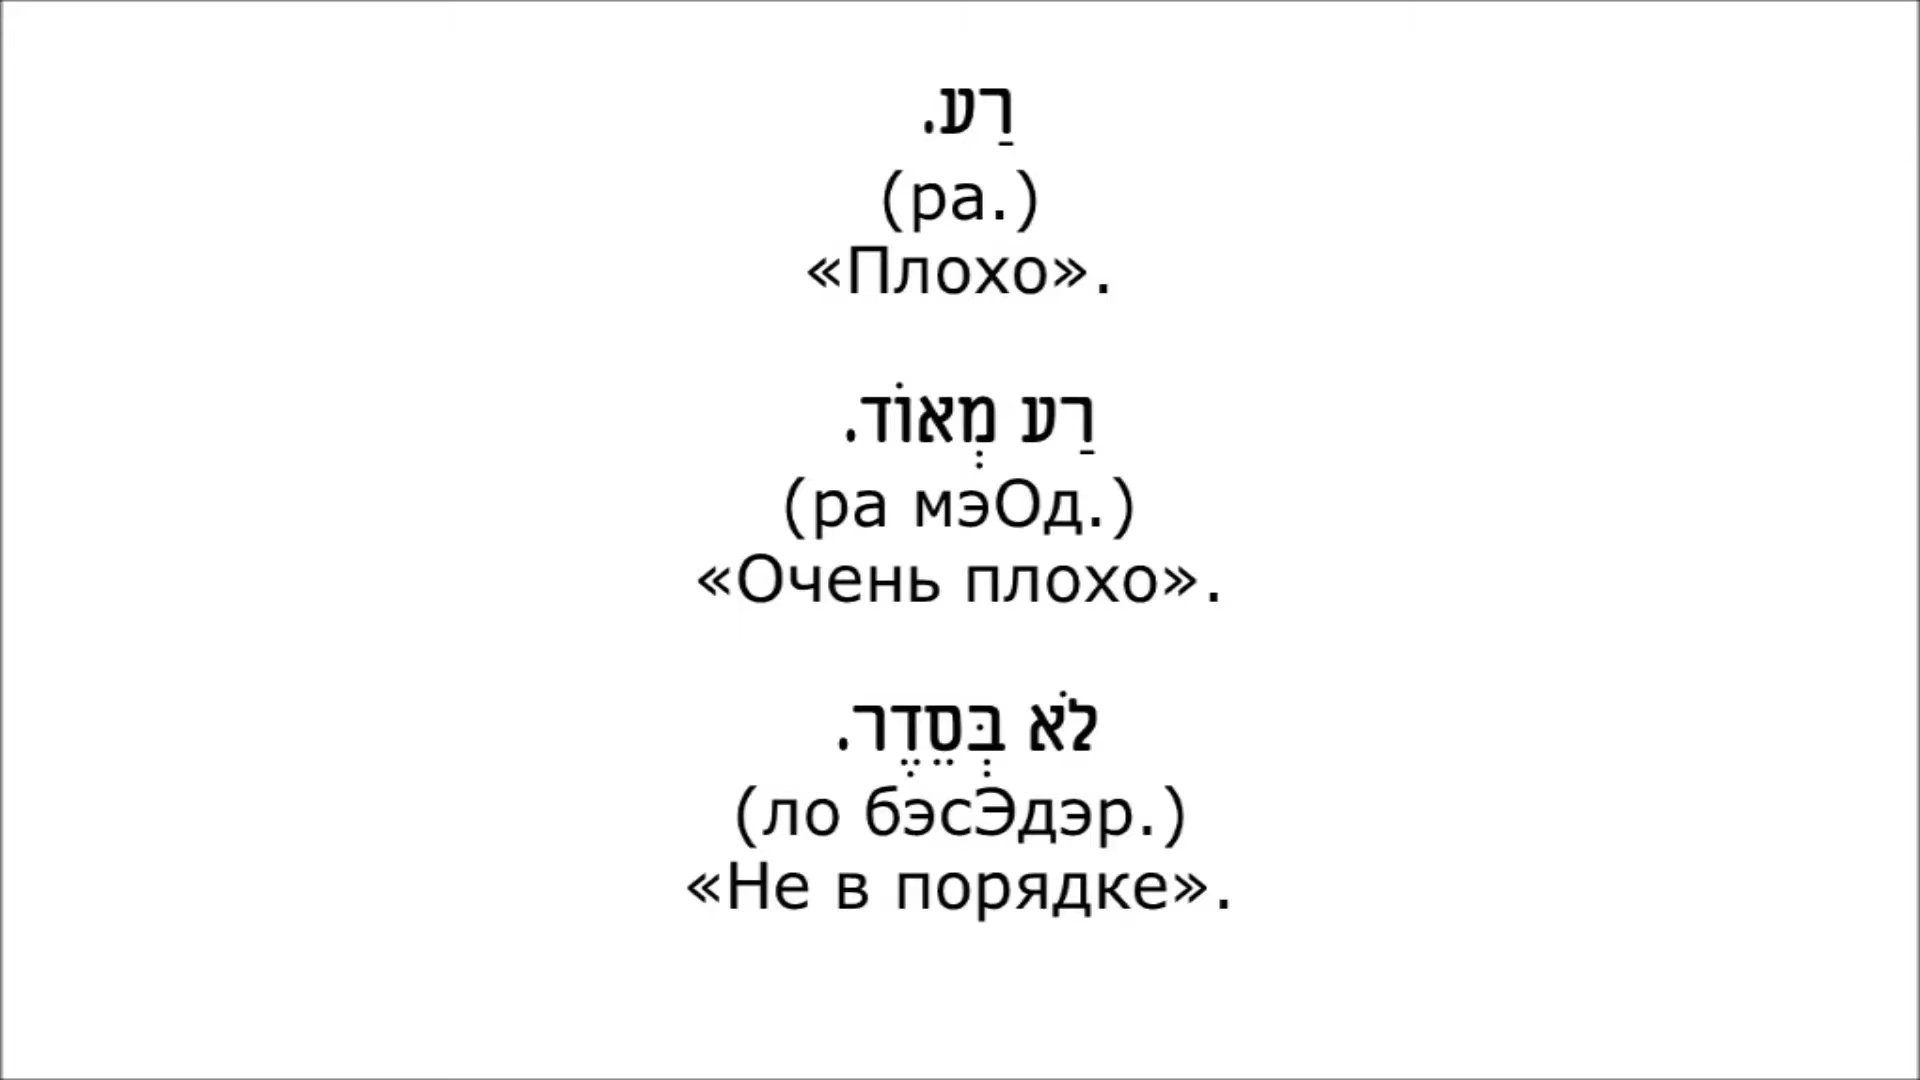 רַע.
(ра.)
«Плохо».
רַע מְאוֹד.
(ра мэОд.)
«Очень плохо».
לֹא בְּסֵדֶר.
(ло бэсЭдэр.)
«Не в порядке».